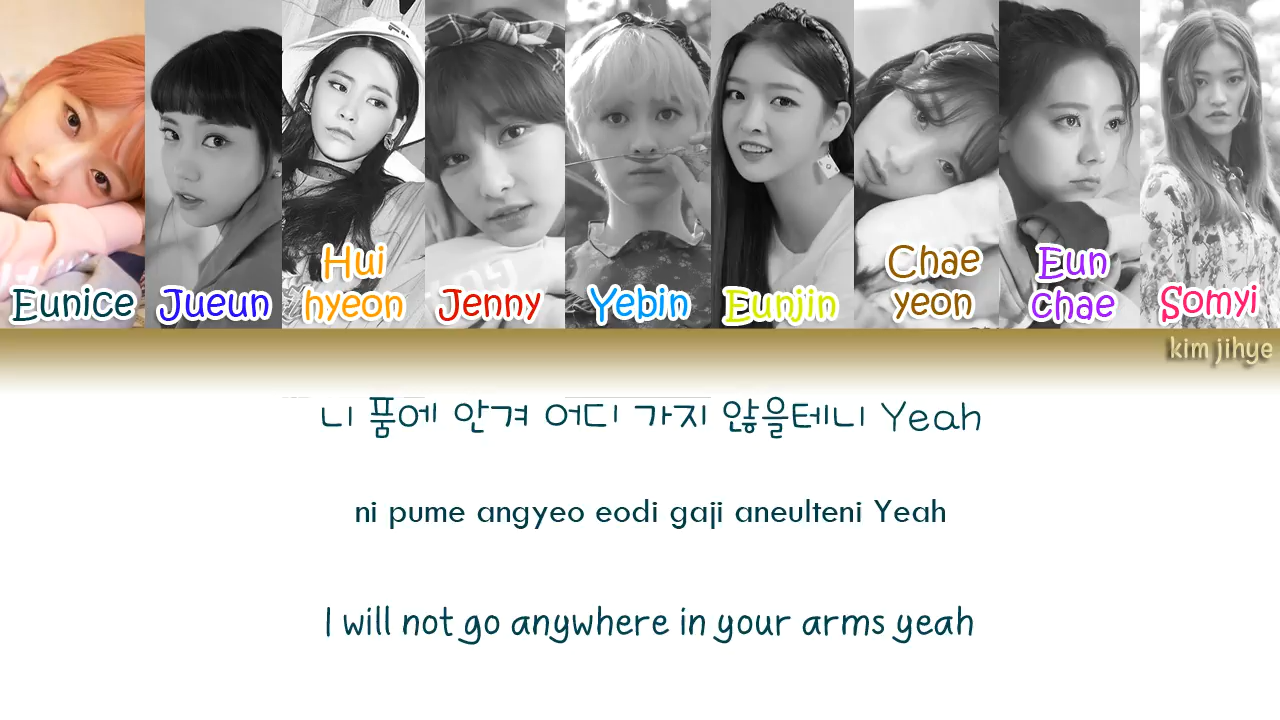 Eunice
Jueun
Hui
hyeon
Jenny
Yebin
Eunjin
Chae
yeon
Eun
chae
Somyi
kim jihye
니 품에 안겨 어디 가지 않을테니 Yeah
ni pume angyeo eodi gaji aneulteni Yeah
I will not go anywhere in your arms yeah